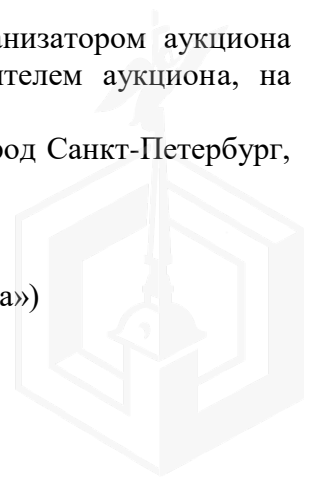 анизатором аукциона
ителем аукциона, на
род Санкт-Петербург,
а»)